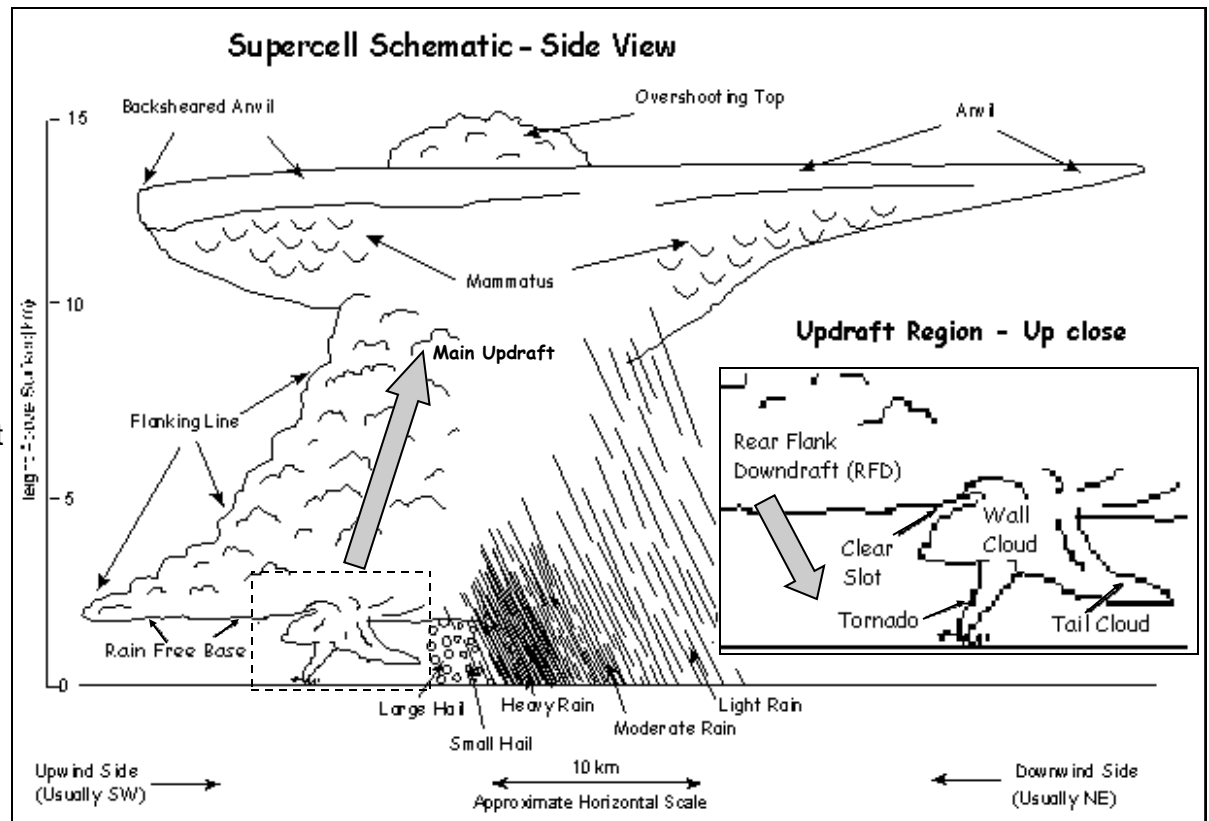 Supercell Schematic - Side View
Backsheared Anvil
Overshooting Top
Anvil
15
Mammatus
10
Main Updraft
Flanking Line
5
Rain Free Base
0
Large Hail
Small Hail
Heavy Rain
Moderate Rain
Light Rain
Upwind Side
(Usually SW)
10 km
Approximate Horizontal Scale
Downwind Side
(Usually NE)
Updraft Region - Up close
Rear Flank
Downdraft (RFD)
Wall
Cloud
Clear
Slot
Tornado
Tail Cloud